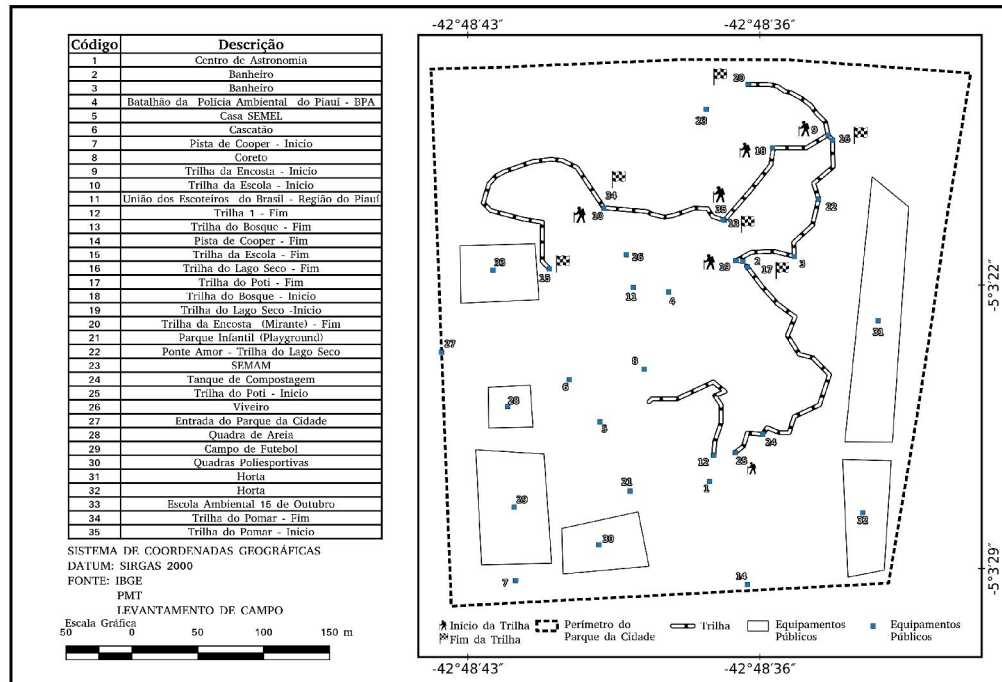 Código Descrição
1 Centro de Astronomia
2 Banheiro
3 Banheiro
4 Batalhão da Polícia Ambiental do Piauí - BPA
5 Casa SEMEL
6 Cascatão
7 Pista de Cooper - Inicio
8 Coreto
9 Trilha da Encosta - Inicio
10 Trilha da Escola - Inicio
11 União dos Escoteiros do Brasil - Região do Piauí
12 Trilha 1 - Fim
13 Trilha do Bosque - Fim
14 Pista de Cooper - Fim
15 Trilha da Escola - Fim
16 Trilha do Lago Seco - Fim
17 Trilha do Poti - Fim
18 Trilha do Bosque - Inicio
19 Trilha do Lago Seco -Inicio
20 Trilha da Encosta (Mirante) - Fim
21 Parque Infantil (Playground)
22 Ponte Amor - Trilha do Lago Seco
23 SEMAM
24 Tanque de Compostagem
25 Trilha do Poti - Inicio
26 Viveiro
27 Entrada do Parque da Cidade
28 Quadra de Areia
29 Campo de Futebol
30 Quadras Poliesportivas
31 Horta
32 Horta
33 Escola Ambiental 15 de Outubro
34 Trilha do Pomar - Fim
35 Trilha do Pomar - Inicio
SISTEMA DE COORDENADAS GEOGRÁFICAS
DATUM: SIRGAS 2000
FONTE: IBGE
PMT
LEVANTAMENTO DE CAMPO
Escala Gráfica
50 0 50 100 150 m
-42°48′43″ -42°48′36″
20
23
9
16
18
34
10
35
13
22
33
15
26
19
2
17
3
11
4
31
27
8
6
28
5
12
25
24
1
21
29
30
32
7
14
-5°3′22″
-5°3′29″
Início da Trilha
Fim da Trilha
Perímetro do
Parque da Cidade
Trilha
Equipamentos
Públicos
Equipamentos
Públicos
-42°48′43″ -42°48′36″